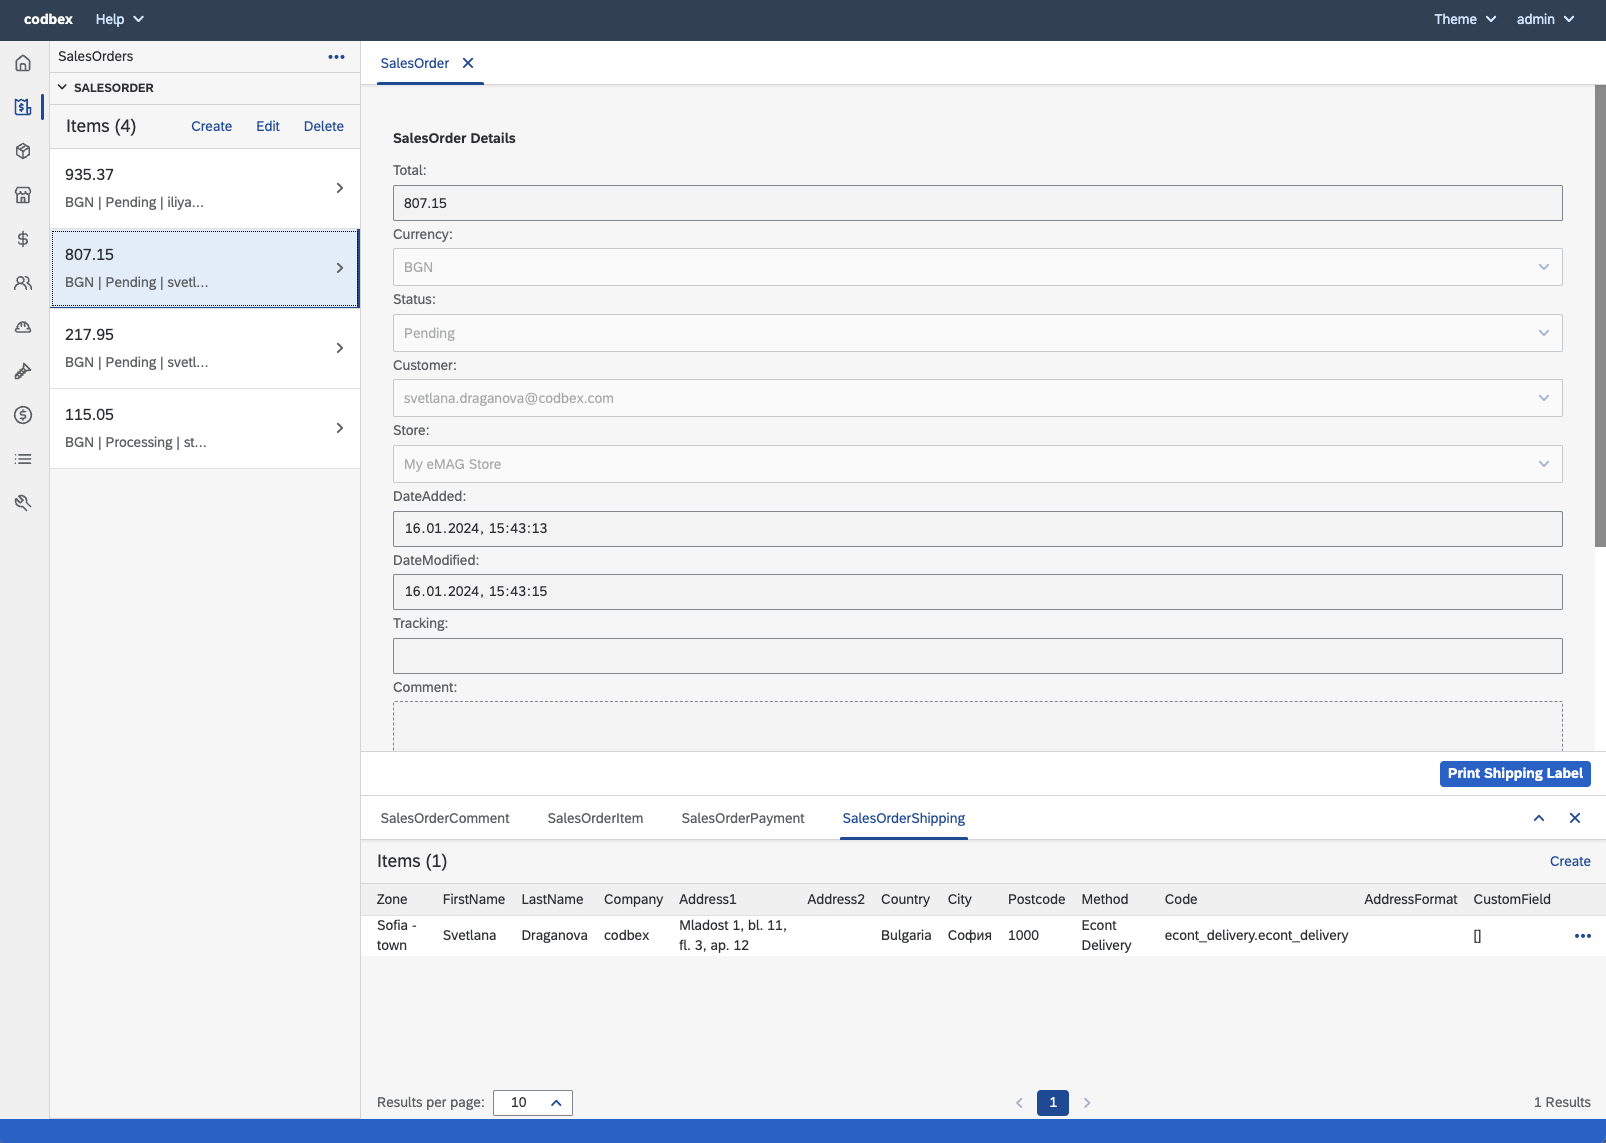 codbex Help Theme admin
SalesOrders
SALESORDER
Items (4) Create Edit Delete
935.37
BGN | Pending | iliya...
807.15
BGN | Pending | svetl...
217.95
BGN | Pending | svetl...
115.05
BGN | Processing | st...
SalesOrder
SalesOrder Details
Total:
807.15
Currency:
BGN
Status:
Pending
Customer:
svetlana.draganova@codbex.com
Store:
My eMAG Store
DateAdded:
16.01.2024, 15:43:13
DateModified:
16.01.2024, 15:43:15
Tracking:
Comment:
Print Shipping Label
SalesOrderComment SalesOrderItem SalesOrderPayment SalesOrderShipping
Items (1) Create
Zone FirstName LastName Company Address1 Address2 Country City Postcode Method Code AddressFormat CustomField
Sofia - town Svetlana Draganova codbex Mladost 1, bl. 11, fl. 3, ap. 12 Bulgaria София 1000 Econt Delivery econt_delivery.econt_delivery []
Results per page: 10 1 1 Results